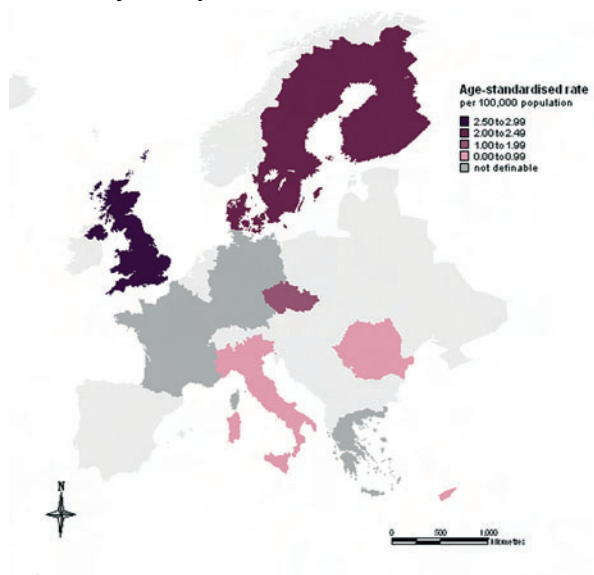 Age-standardised rate
per 100,000 population
2.50 to 2.99
2.00 to 2.49
1.00 to 1.99
0.00 to 0.99
not definable
N
0 500 1,000
Kilometres